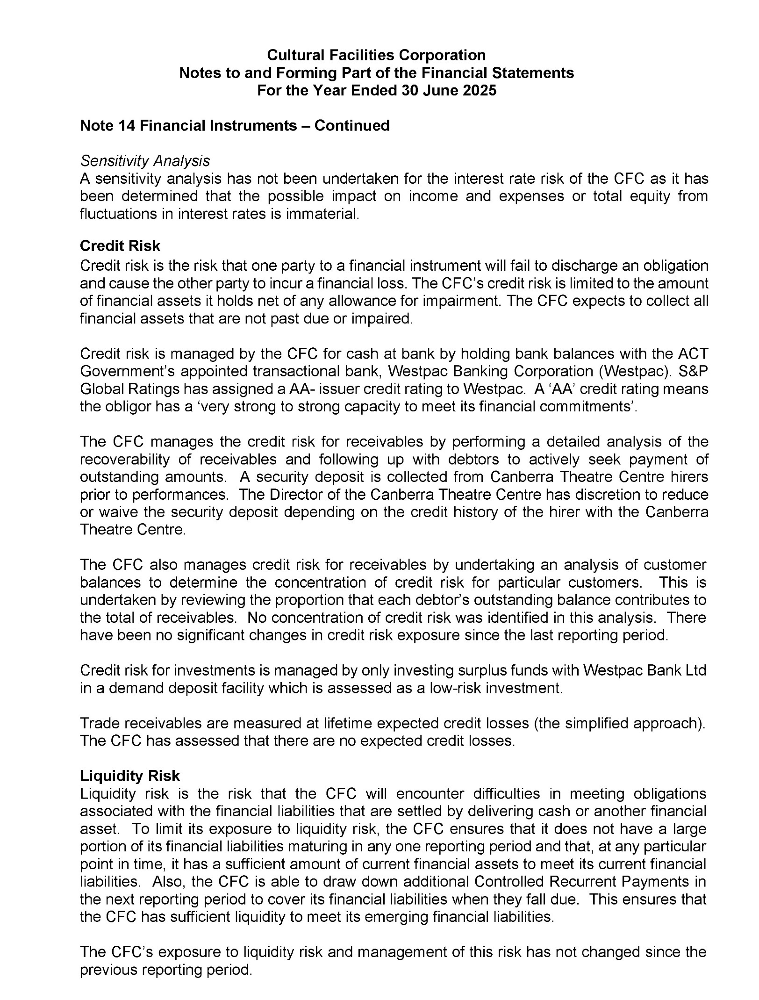 Cultural Facilities Corporation
Notes to and Forming Part of the Financial Statements
For the Year Ended 30 June 2025
Note 14 Financial Instruments – Continued
Sensitivity Analysis
A sensitivity analysis has not been undertaken for the interest rate risk of the CFC as it has
been determined that the possible impact on income and expenses or total equity from
fluctuations in interest rates is immaterial.
Credit Risk
Credit risk is the risk that one party to a financial instrument will fail to discharge an obligation
and cause the other party to incur a financial loss. The CFC’s credit risk is limited to the amount
of financial assets it holds net of any allowance for impairment. The CFC expects to collect all
financial assets that are not past due or impaired.
Credit risk is managed by the CFC for cash at bank by holding bank balances with the ACT
Government’s appointed transactional bank, Westpac Banking Corporation (Westpac). S&P
Global Ratings has assigned a AA- issuer credit rating to Westpac. A ‘AA’ credit rating means
the obligor has a ‘very strong to strong capacity to meet its financial commitments’.
The CFC manages the credit risk for receivables by performing a detailed analysis of the
recoverability of receivables and following up with debtors to actively seek payment of
outstanding amounts. A security deposit is collected from Canberra Theatre Centre hirers
prior to performances. The Director of the Canberra Theatre Centre has discretion to reduce
or waive the security deposit depending on the credit history of the hirer with the Canberra
Theatre Centre.
The CFC also manages credit risk for receivables by undertaking an analysis of customer
balances to determine the concentration of credit risk for particular customers. This is
undertaken by reviewing the proportion that each debtor’s outstanding balance contributes to
the total of receivables. No concentration of credit risk was identified in this analysis. There
have been no significant changes in credit risk exposure since the last reporting period.
Credit risk for investments is managed by only investing surplus funds with Westpac Bank Ltd
in a demand deposit facility which is assessed as a low-risk investment.
Trade receivables are measured at lifetime expected credit losses (the simplified approach).
The CFC has assessed that there are no expected credit losses.
Liquidity Risk
Liquidity risk is the risk that the CFC will encounter difficulties in meeting obligations
associated with the financial liabilities that are settled by delivering cash or another financial
asset. To limit its exposure to liquidity risk, the CFC ensures that it does not have a large
portion of its financial liabilities maturing in any one reporting period and that, at any particular
point in time, it has a sufficient amount of current financial assets to meet its current financial
liabilities. Also, the CFC is able to draw down additional Controlled Recurrent Payments in
the next reporting period to cover its financial liabilities when they fall due. This ensures that
the CFC has sufficient liquidity to meet its emerging financial liabilities.
The CFC’s exposure to liquidity risk and management of this risk has not changed since the
previous reporting period.